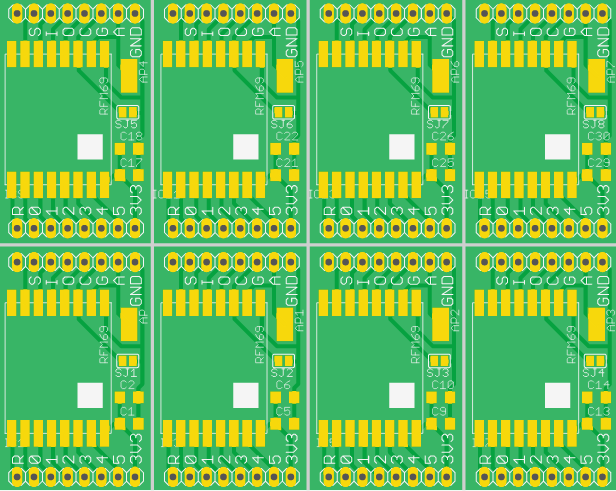 S I O C G A GND
AP4
RFM69
SJ5
C18
C17
R 0 1 2 3 4 5 3V3
S I O C G A GND
AP5
RFM69
SJ6
C22
C21
R 0 1 2 3 4 5 3V3
S I O C G A GND
AP6
RFM69
SJ7
C26
C25
R 0 1 2 3 4 5 3V3
S I O C G A GND
AP7
RFM69
SJ8
C30
C29
R 0 1 2 3 4 5 3V3
S I O C G A GND
AP
RFM69
SJ1
C2
C1
R 0 1 2 3 4 5 3V3
S I O C G A GND
AP1
RFM69
SJ2
C6
C5
R 0 1 2 3 4 5 3V3
S I O C G A GND
AP2
RFM69
SJ3
C10
C9
R 0 1 2 3 4 5 3V3
S I O C G A GND
AP3
RFM69
SJ4
C14
C13
R 0 1 2 3 4 5 3V3